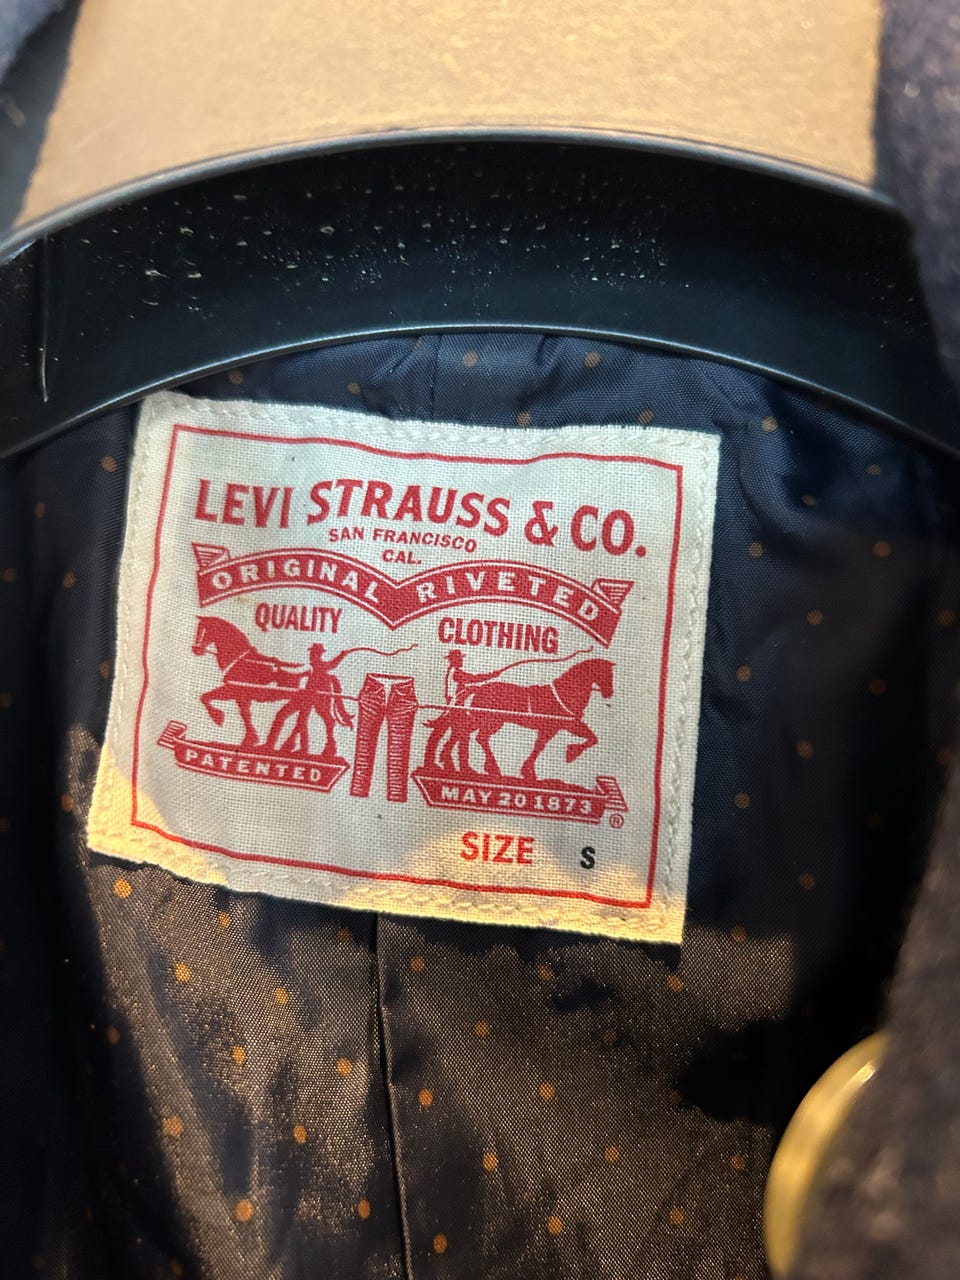 LEVI STRAUSS & CO.
SAN FRANCISCO
CAL.
ORIGINAL RIVETED
QUALITY CLOTHING
PATENTED MAY 20 1873
®
SIZE S